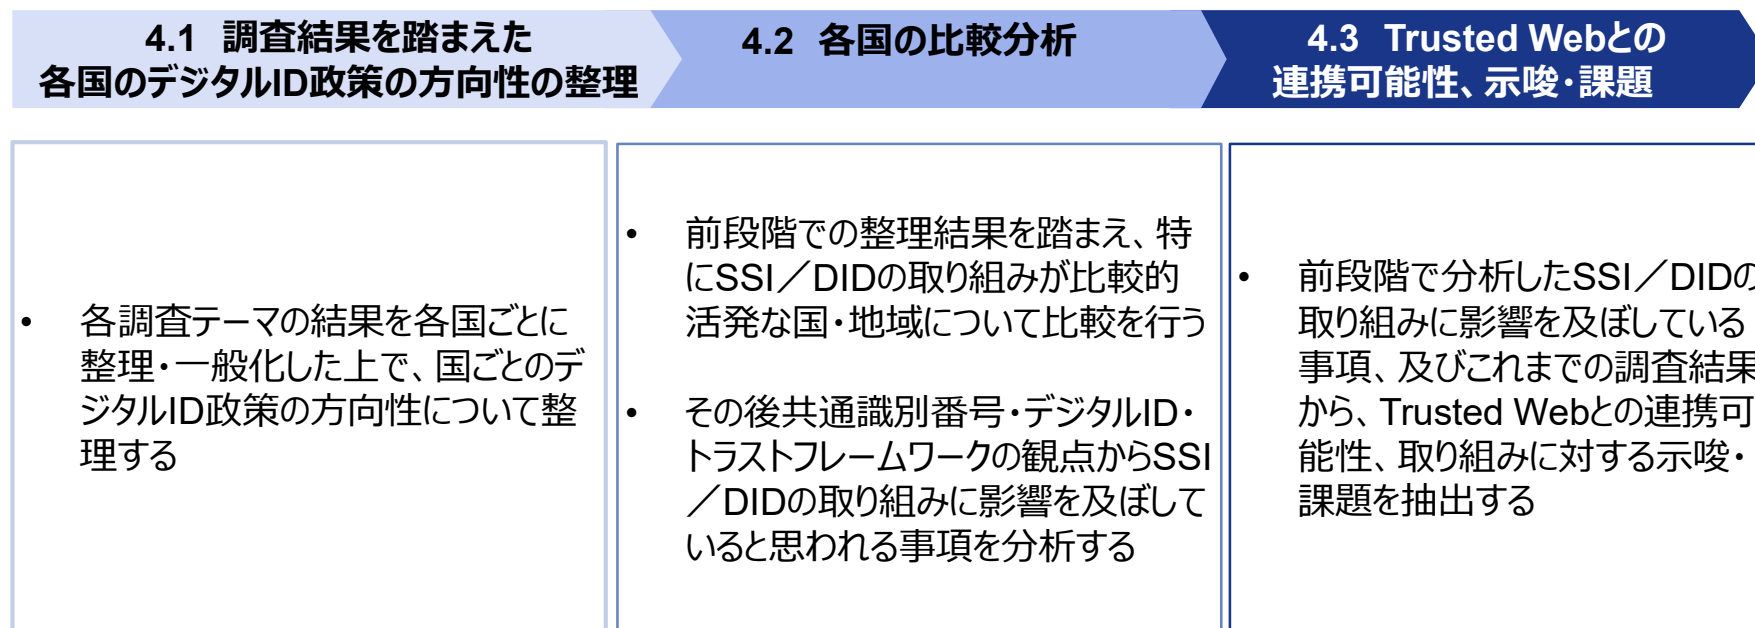 4.1 調査結果を踏まえた
各国のデジタルID政策の方向性の整理
4.2 各国の比較分析
4.3 Trusted Webとの
連携可能性、示唆・課題
• 各調査テーマの結果を各国ごとに
整理・一般化した上で、国ごとのデ
ジタルID政策の方向性について整
理する
• 前段階での整理結果を踏まえ、特
にSSI／DIDの取り組みが比較的
活発な国・地域について比較を行う
• その後共通識別番号・デジタルID・
トラストフレームワークの観点からSSI
／DIDの取り組みに影響を及ぼして
いると思われる事項を分析する
• 前段階で分析したSSI／DIDの
取り組みに影響を及ぼしている
事項、及びこれまでの調査結果
から、Trusted Webとの連携可
能性、取り組みに対する示唆・
課題を抽出する